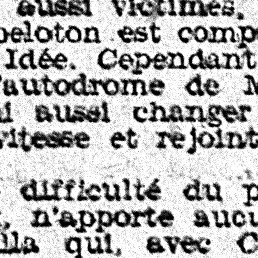 aussi victimes,
peloton est comp
Idée. Cependant
'autodrome de M
i aussi changer
vitesse et rejoint
difficulté du p
, n'apporte aucu
lla qui, avec C